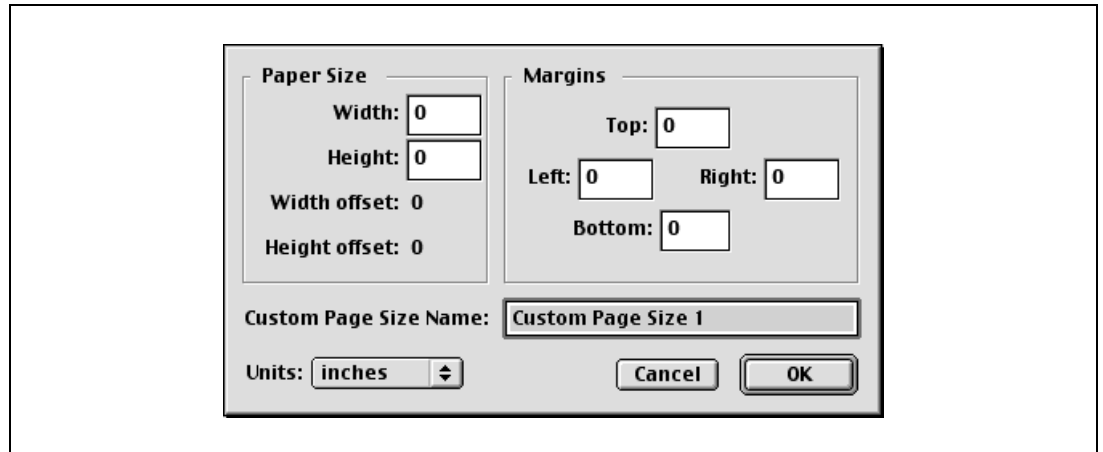 Paper Size
Width: 0
Height: 0
Width offset: 0
Height offset: 0
Margins
Top: 0
Left: 0 Right: 0
Bottom: 0
Custom Page Size Name: Custom Page Size 1
Units: inches Cancel OK